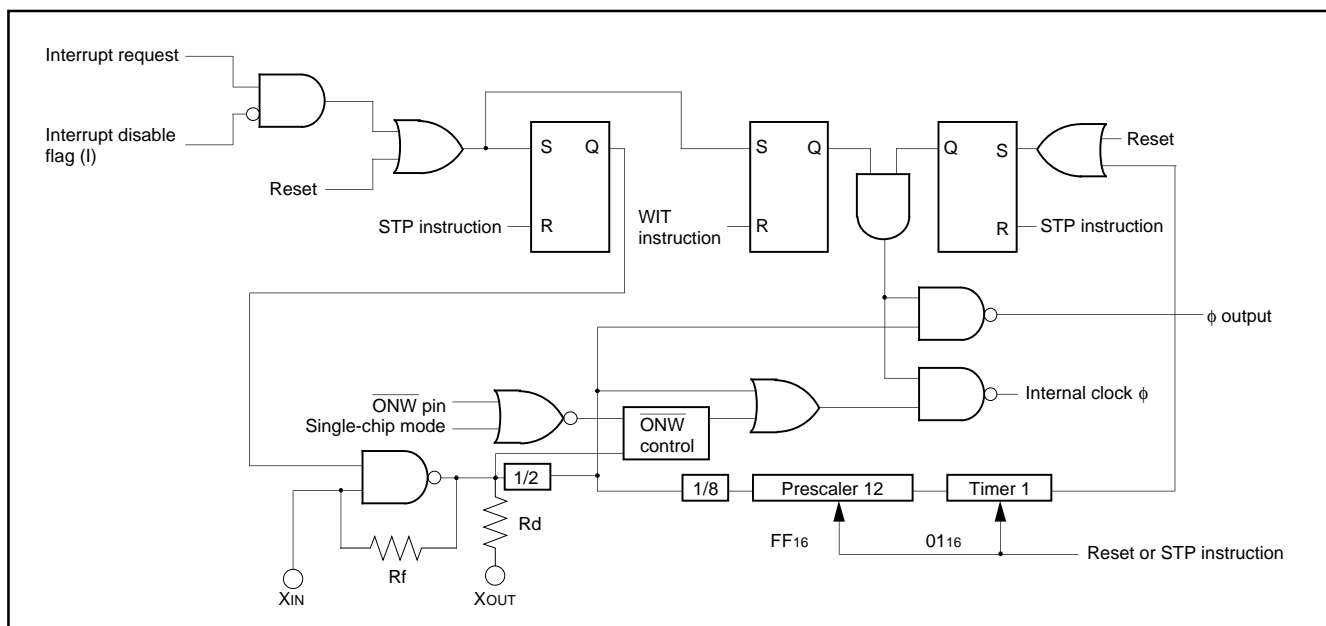 Interrupt request
Interrupt disable
flag (I)
Reset
S Q
R
STP instruction
S Q
R
WIT
instruction
Q S
R
Reset
STP instruction
ϕ output
Internal clock ϕ
ONW pin
Single-chip mode
ONW
control
1/2
1/8
Prescaler 12
Timer 1
Rd
Rf
FF16
0116
Reset or STP instruction
XIN
XOUT